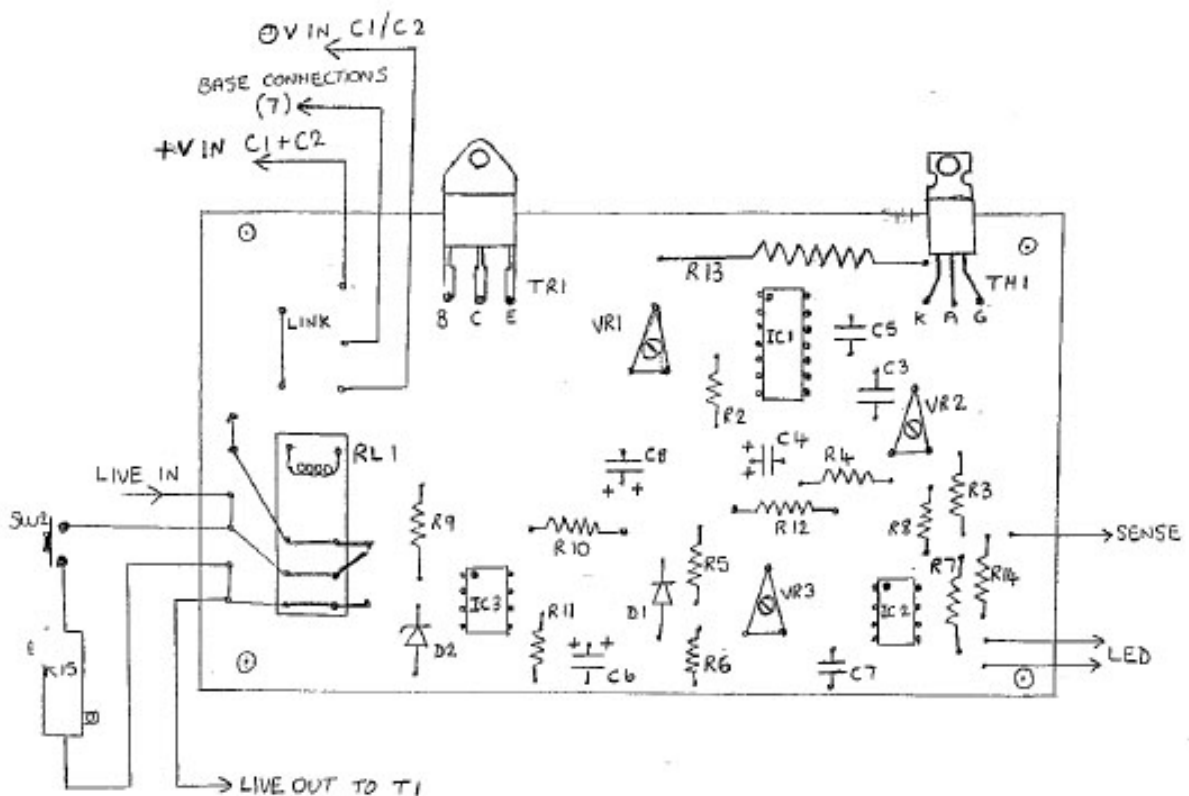 ⊖V IN C1/C2
BASE CONNECTIONS
(7)
+V IN C1+C2
TR1
B C E
R13
TH1
K A G
LINK
VR1
IC1
C5
C3
R2
VR2
RL1
C8
+ +
+
+
C4
R4
LIVE IN
SW2
R9
R10
R12
R8
R3
SENSE
R5
R7
R14
IC3
R11
D1
VR3
IC2
D2
+ +
C6
R6
C7
LED
LIVE OUT TO T1